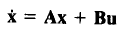 ẋ = Ax + Bu